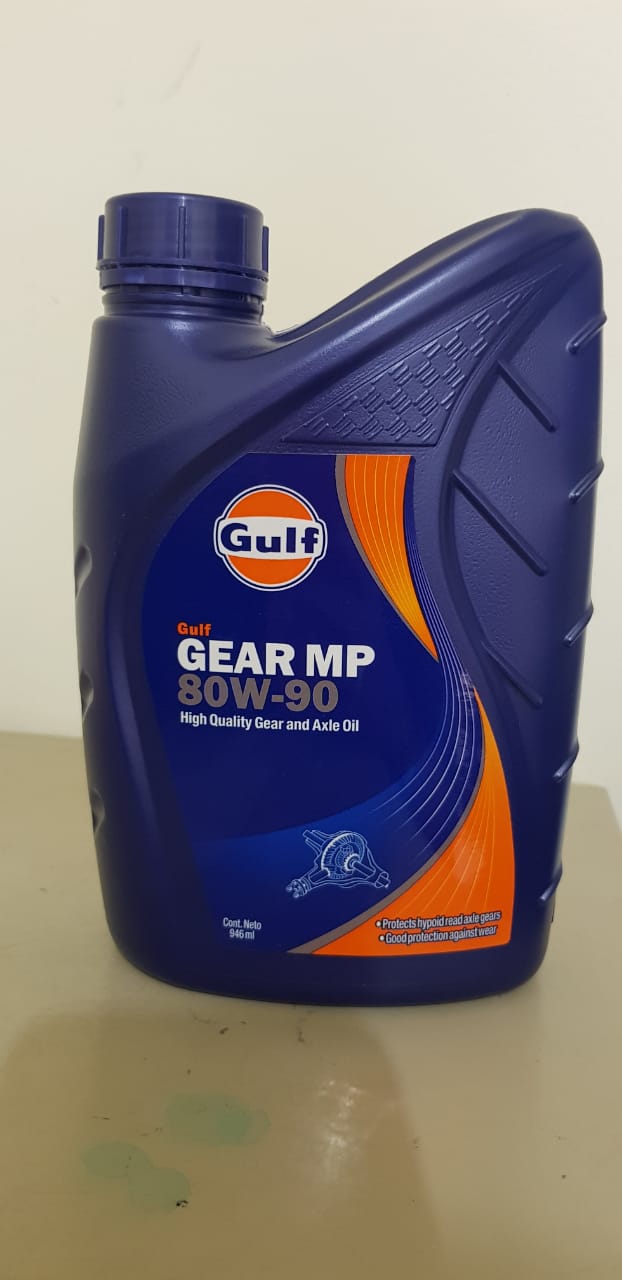 Gulf
Gulf
GEAR MP
80W-90
High Quality Gear and Axle Oil
Cont. Neto
946 ml
• Protects hypoid read axle gears
• Good protection against wear